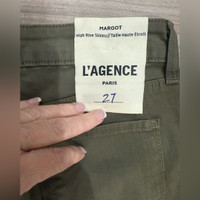 MARGOT
High Rise Skinny/Taille Haute Étroit
L'AGENCE
PARIS
27